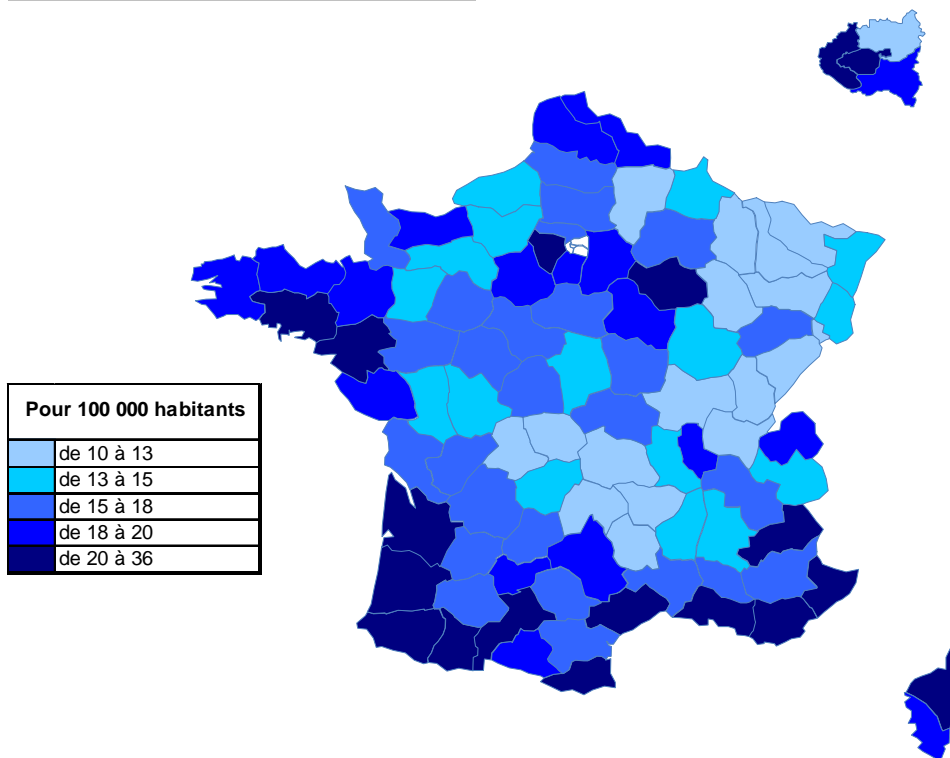 Pour 100 000 habitants
de 10 à 13
de 13 à 15
de 15 à 18
de 18 à 20
de 20 à 36